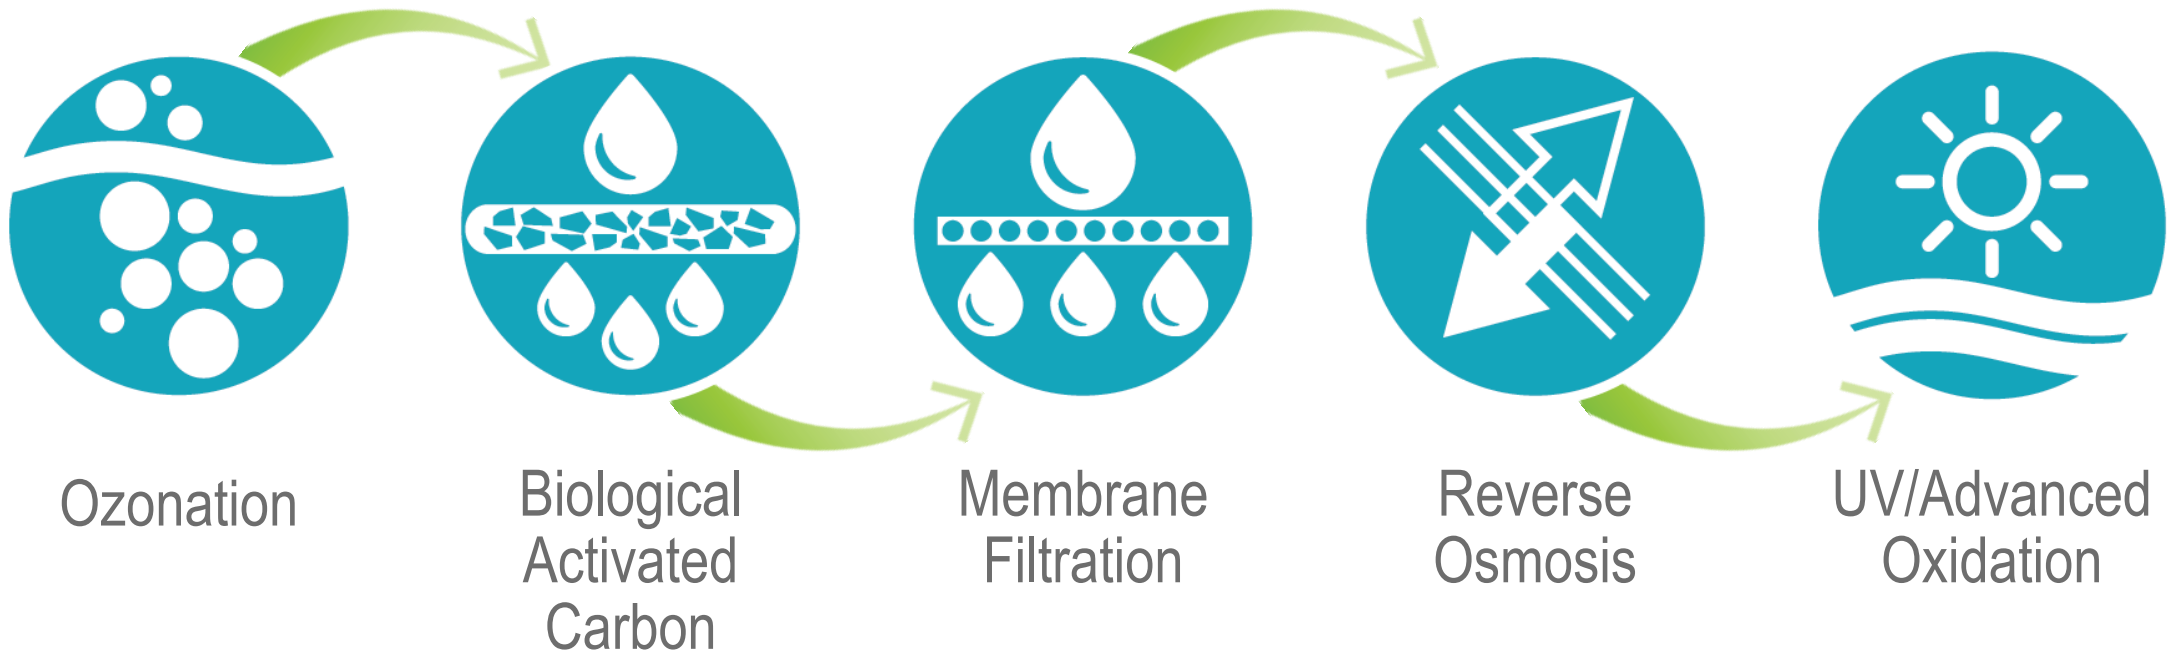 Ozonation
Biological
Activated
Carbon
Membrane
Filtration
Reverse
Osmosis
UV/Advanced
Oxidation